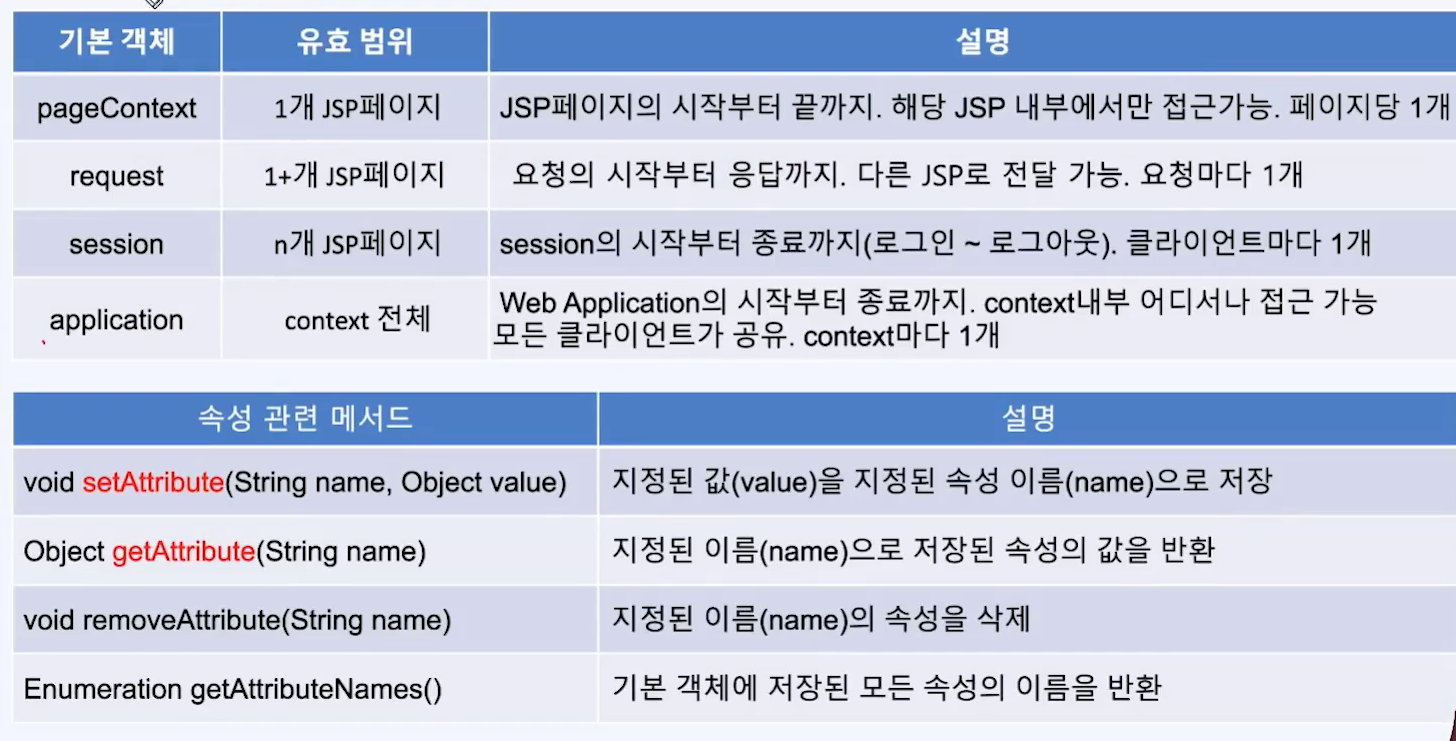 기본 객체 유효 범위 설명
pageContext 1개 JSP페이지 JSP페이지의 시작부터 끝까지. 해당 JSP 내부에서만 접근가능. 페이지당 1개
request 1+개 JSP페이지 요청의 시작부터 응답까지. 다른 JSP로 전달 가능. 요청마다 1개
session n개 JSP페이지 session의 시작부터 종료까지(로그인 ~ 로그아웃). 클라이언트마다 1개
application context 전체 Web Application의 시작부터 종료까지. context내부 어디서나 접근 가능
모든 클라이언트가 공유. context마다 1개
속성 관련 메서드 설명
void setAttribute(String name, Object value) 지정된 값(value)을 지정된 속성 이름(name)으로 저장
Object getAttribute(String name) 지정된 이름(name)으로 저장된 속성의 값을 반환
void removeAttribute(String name) 지정된 이름(name)의 속성을 삭제
Enumeration getAttributeNames() 기본 객체에 저장된 모든 속성의 이름을 반환